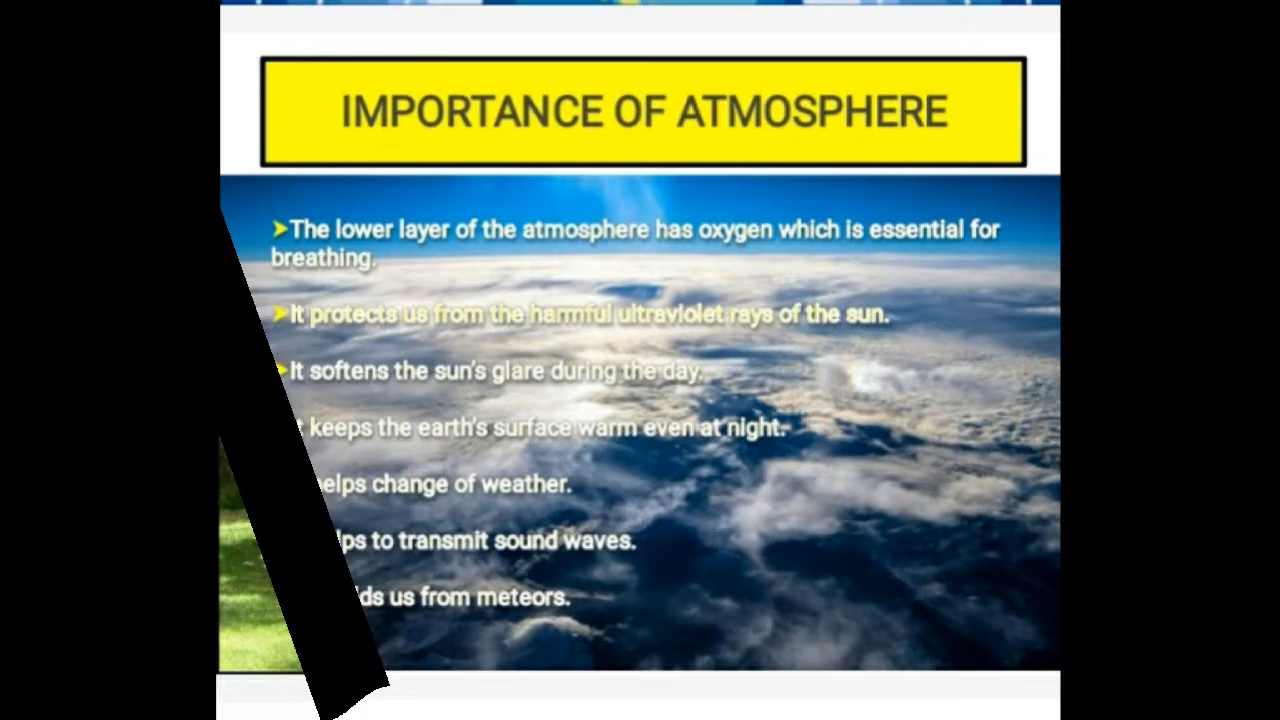 IMPORTANCE OF ATMOSPHERE
➤The lower layer of the atmosphere has oxygen which is essential for
breathing.
➤It protects us from the harmful ultraviolet rays of the sun.
➤It softens the sun's glare during the day.
keeps the earth's surface warm even at night.
change of weather.
to transmit sound waves.
us from meteors.